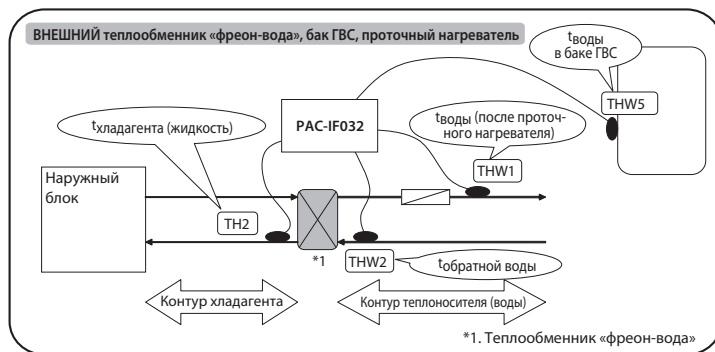 ВНЕШНИЙ теплообменник «фреон-вода», бак ГВС, проточный нагреватель
tводы
в баке ГВС
THW5
PAC-IF032
tхладагента (жидкость)
tводы (после проточ-
ного нагревателя)
THW1
Наружный
блок
TH2
*1
THW2
tобратной воды
Контур хладагента
Контур теплоносителя (воды)
*1. Теплообменник «фреон-вода»